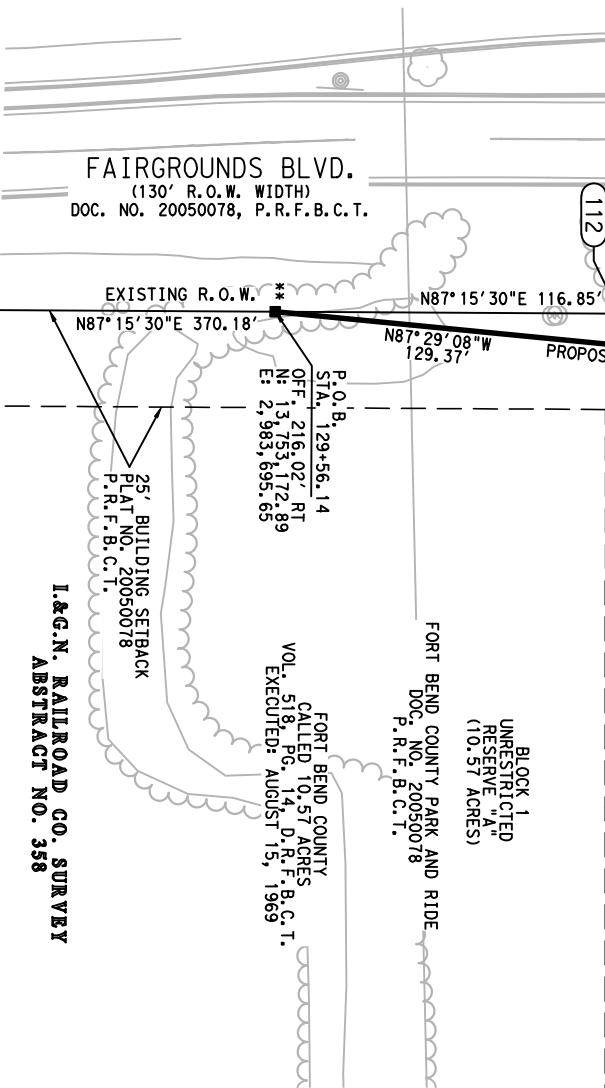 FAIRGROUNDS BLVD.
(130' R.O.W. WIDTH)
DOC. NO. 20050078, P.R.F.B.C.T.
112
EXISTING R.O.W.
**
N87°15'30"E 370.18'
N87°15'30"E 116.85'
N87°29'08"W
129.37'
PROPOS
P.O.B.
STA. 129+56.14
OFF. 216.02' RT
N: 13,753,172.89
E: 2,983,695.65
25' BUILDING SETBACK
PLAT NO. 20050078
P.R.F.B.C.T.
BLOCK 1
UNRESTRICTED
RESERVE "A"
(10.57 ACRES)
FORT BEND COUNTY PARK AND RIDE
DOC. NO. 20050078
P.R.F.B.C.T.
FORT BEND COUNTY
CALLED 10.57 ACRES
VOL. 518, PG. 14, D.R.F.B.C.T.
EXECUTED: AUGUST 15, 1969
I.&G.N. RAILROAD CO. SURVEY
ABSTRACT NO. 358